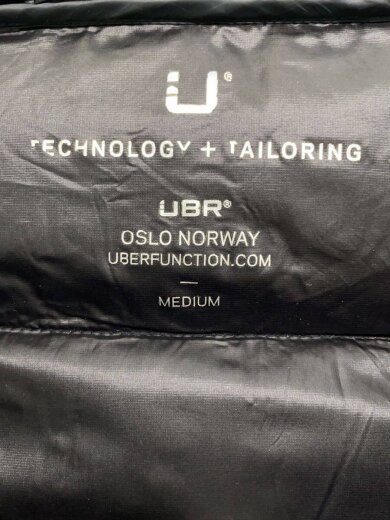 U®
TECHNOLOGY + TAILORING
UBR®
OSLO NORWAY
UBERFUNCTION.COM
—
MEDIUM